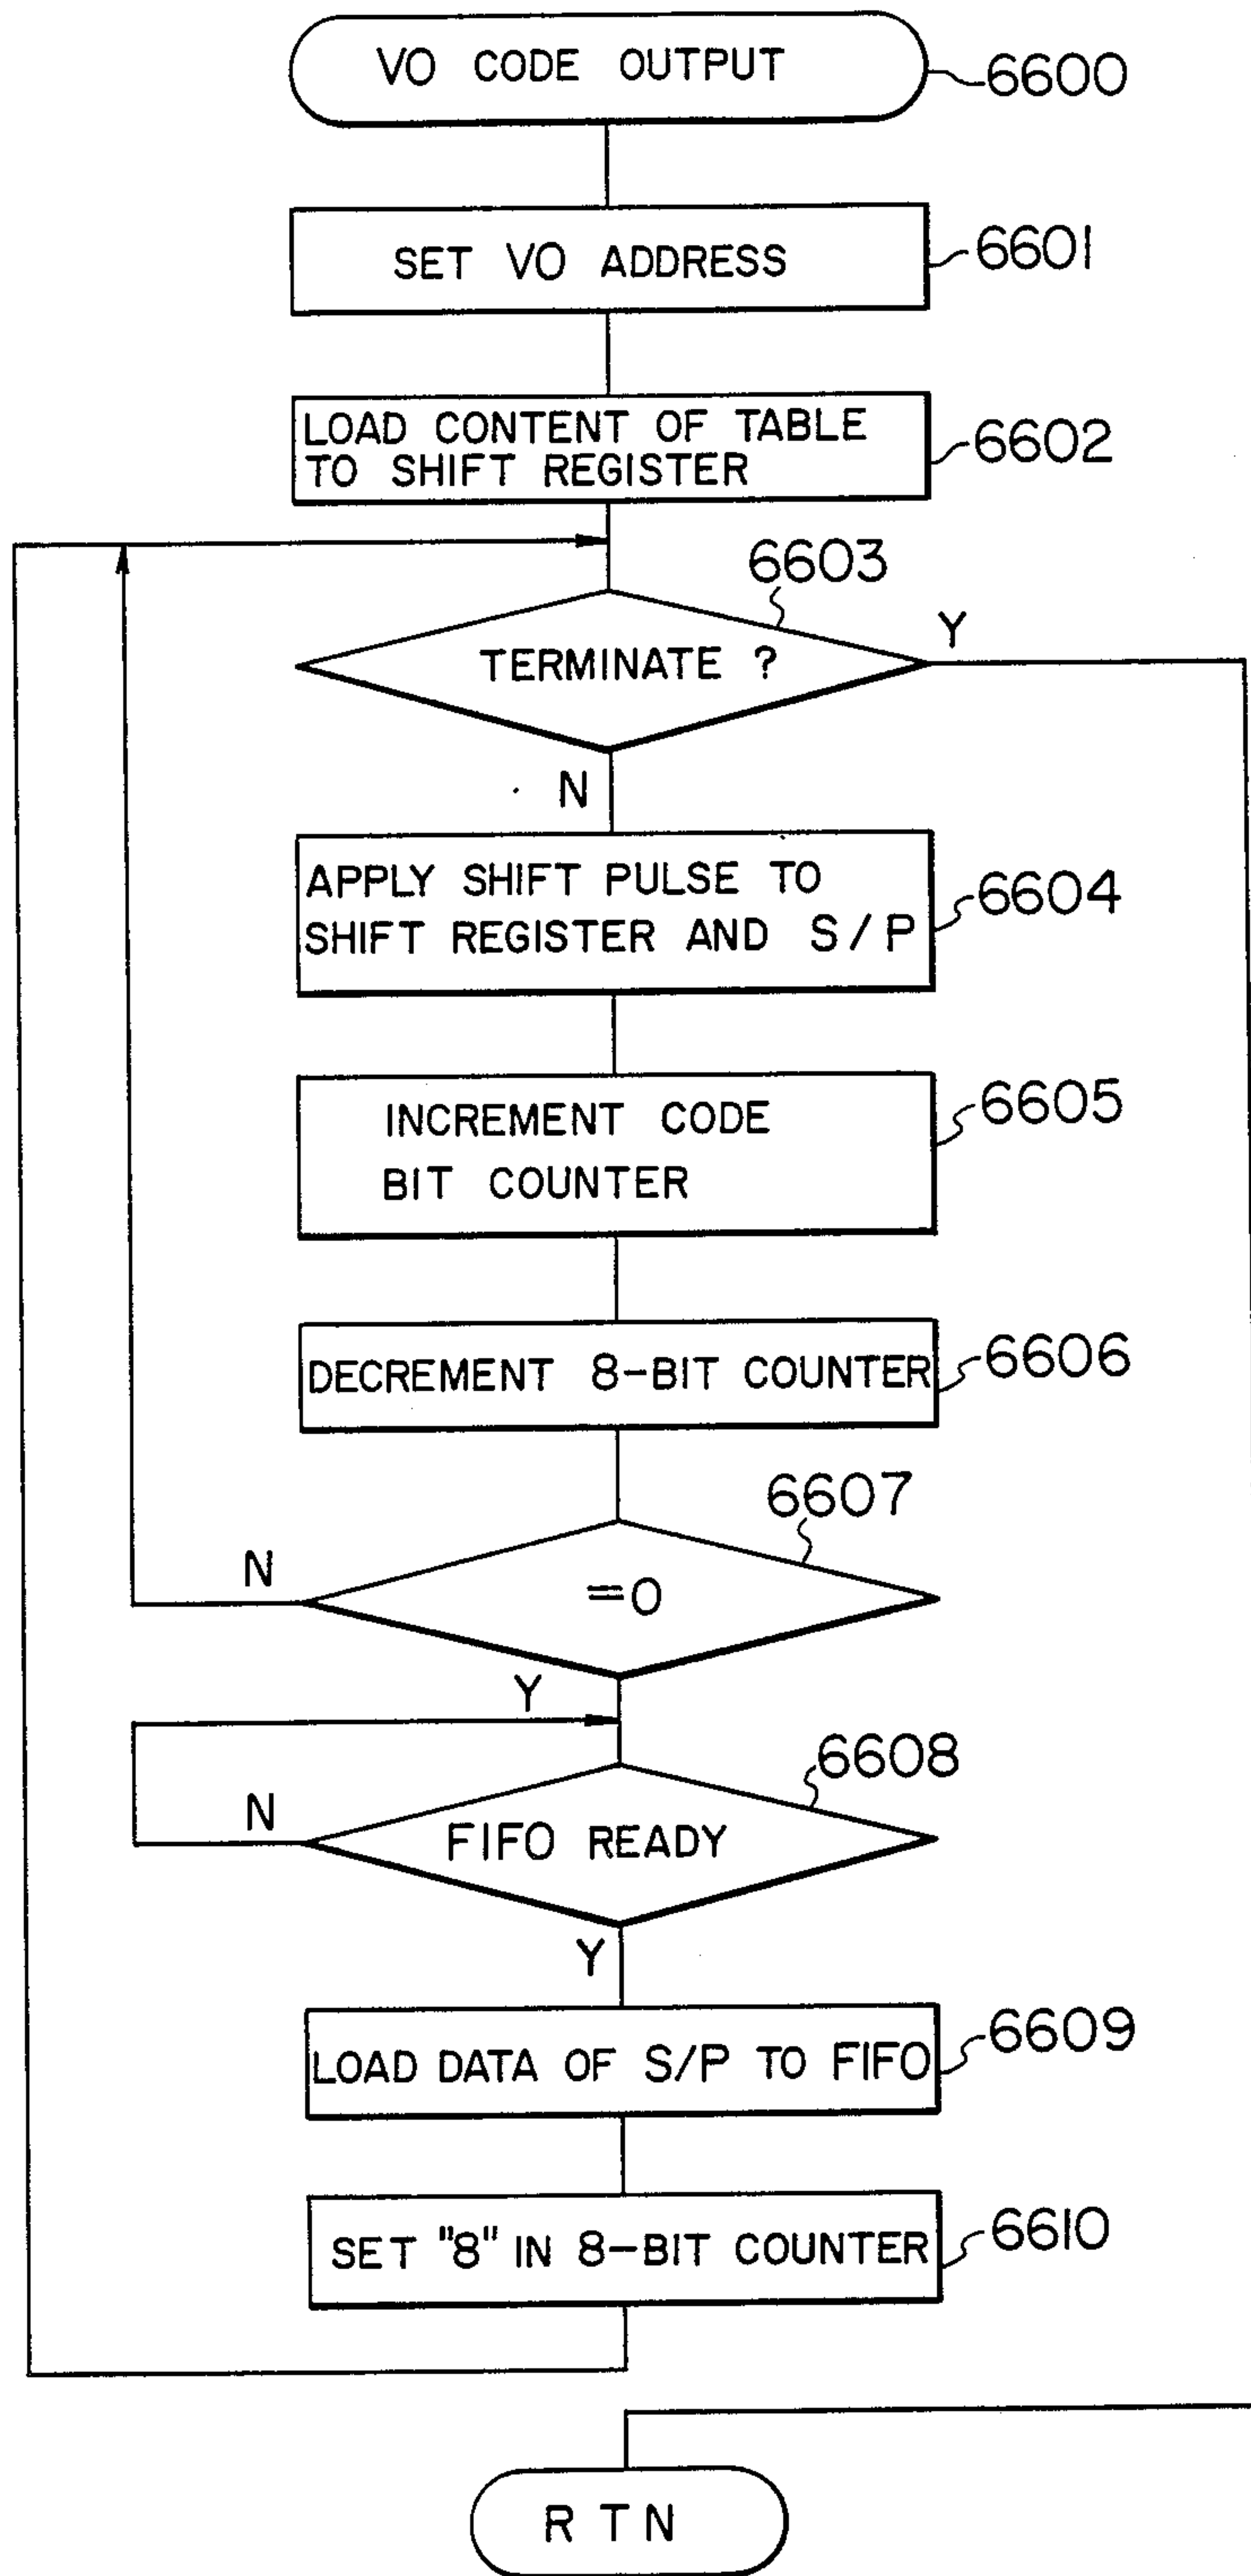 VO CODE OUTPUT
6600
SET VO ADDRESS
6601
LOAD CONTENT OF TABLE
TO SHIFT REGISTER
6602
6603
TERMINATE ?
Y
N
APPLY SHIFT PULSE TO
SHIFT REGISTER AND S/P
6604
INCREMENT CODE
BIT COUNTER
6605
DECREMENT 8-BIT COUNTER
6606
6607
=0
N
Y
6608
FIFO READY
N
Y
LOAD DATA OF S/P TO FIFO
6609
SET "8" IN 8-BIT COUNTER
6610
RTN